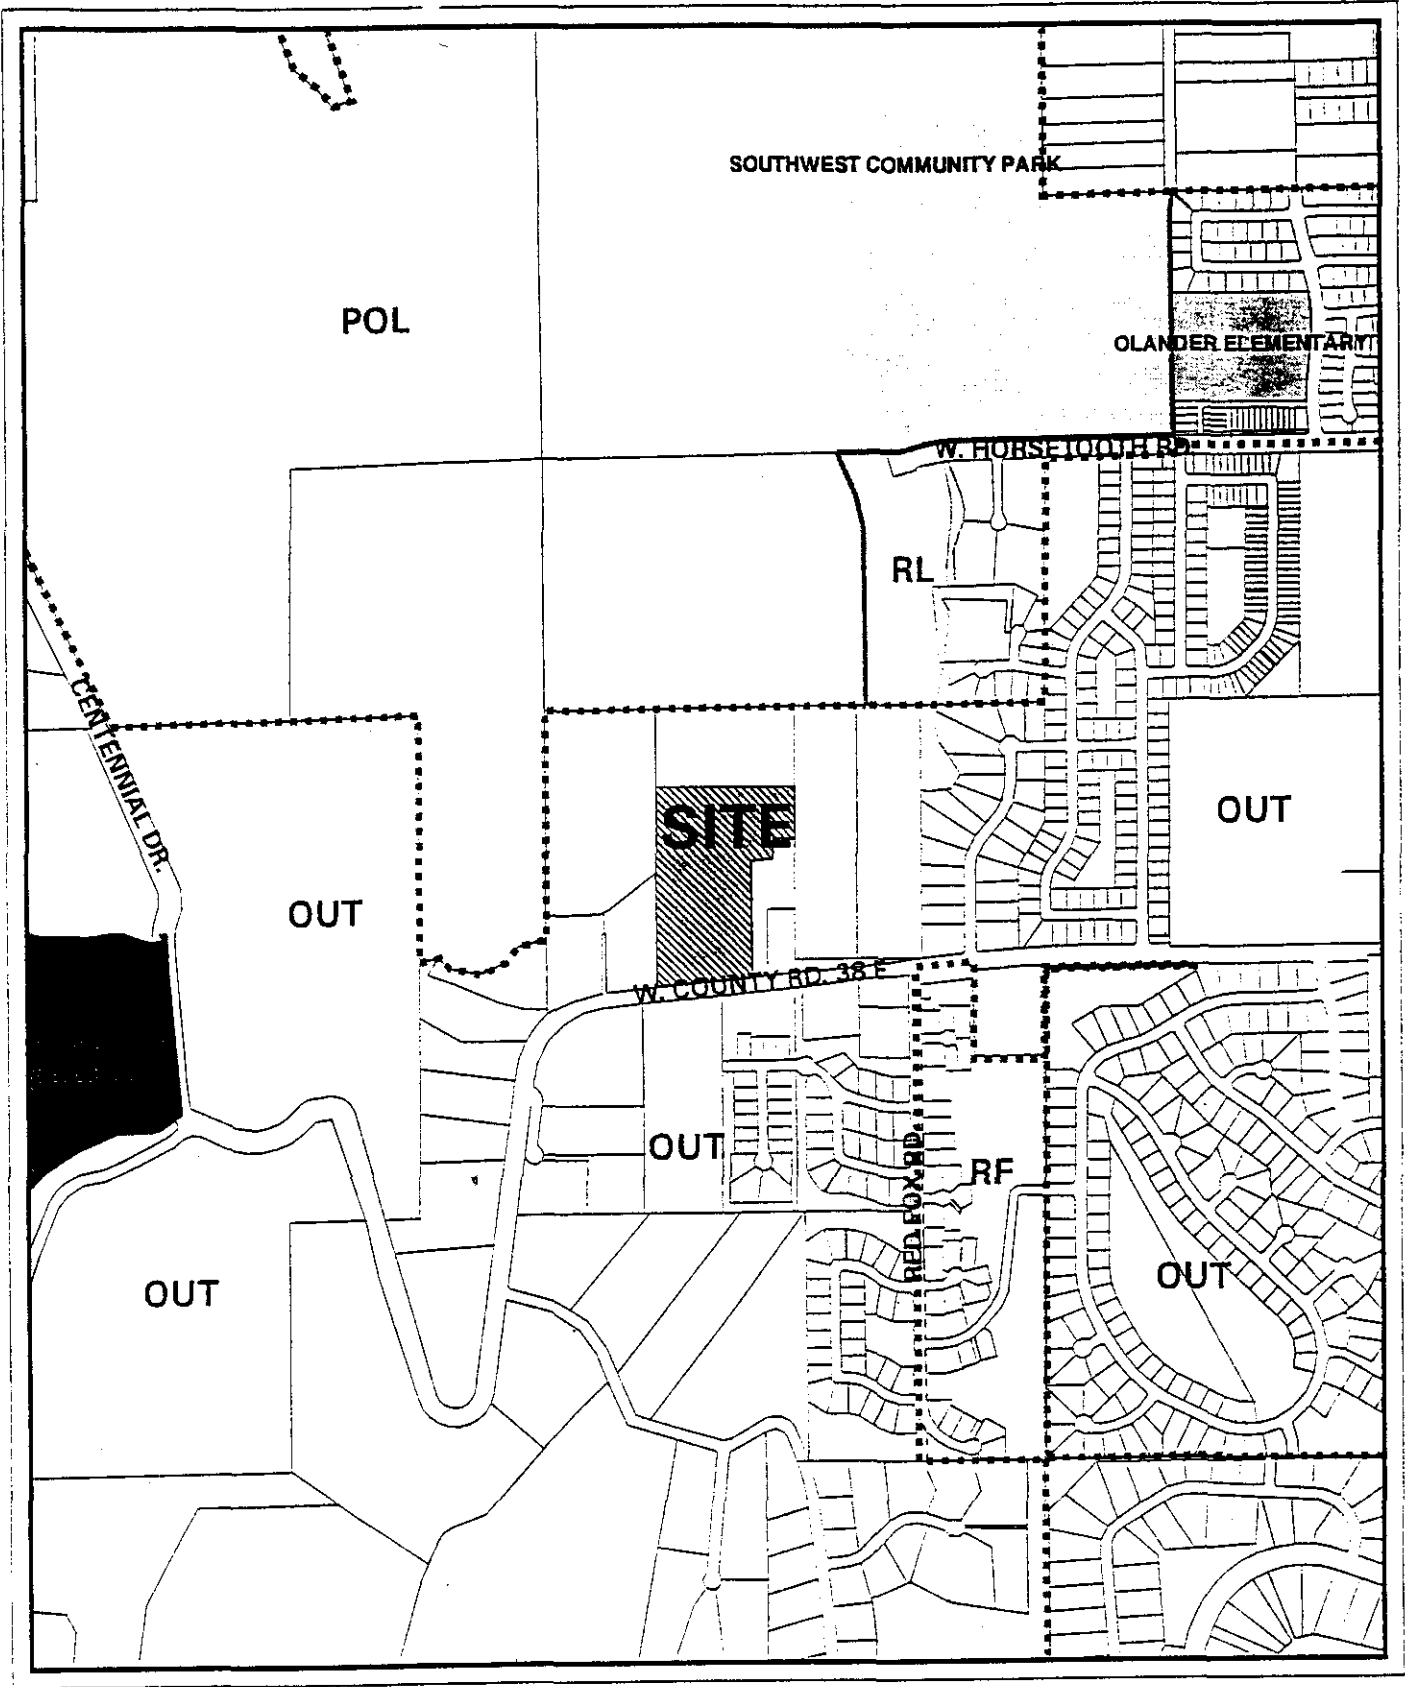 SOUTHWEST COMMUNITY PARK
POL
OLANDER ELEMENTARY
W. HORSETOOTH RD.
RL
CENTENNIAL DR.
SITE
OUT
OUT
W. COUNTY RD. 38 E
OUT
RED FOX RD
RF
OUT
OUT